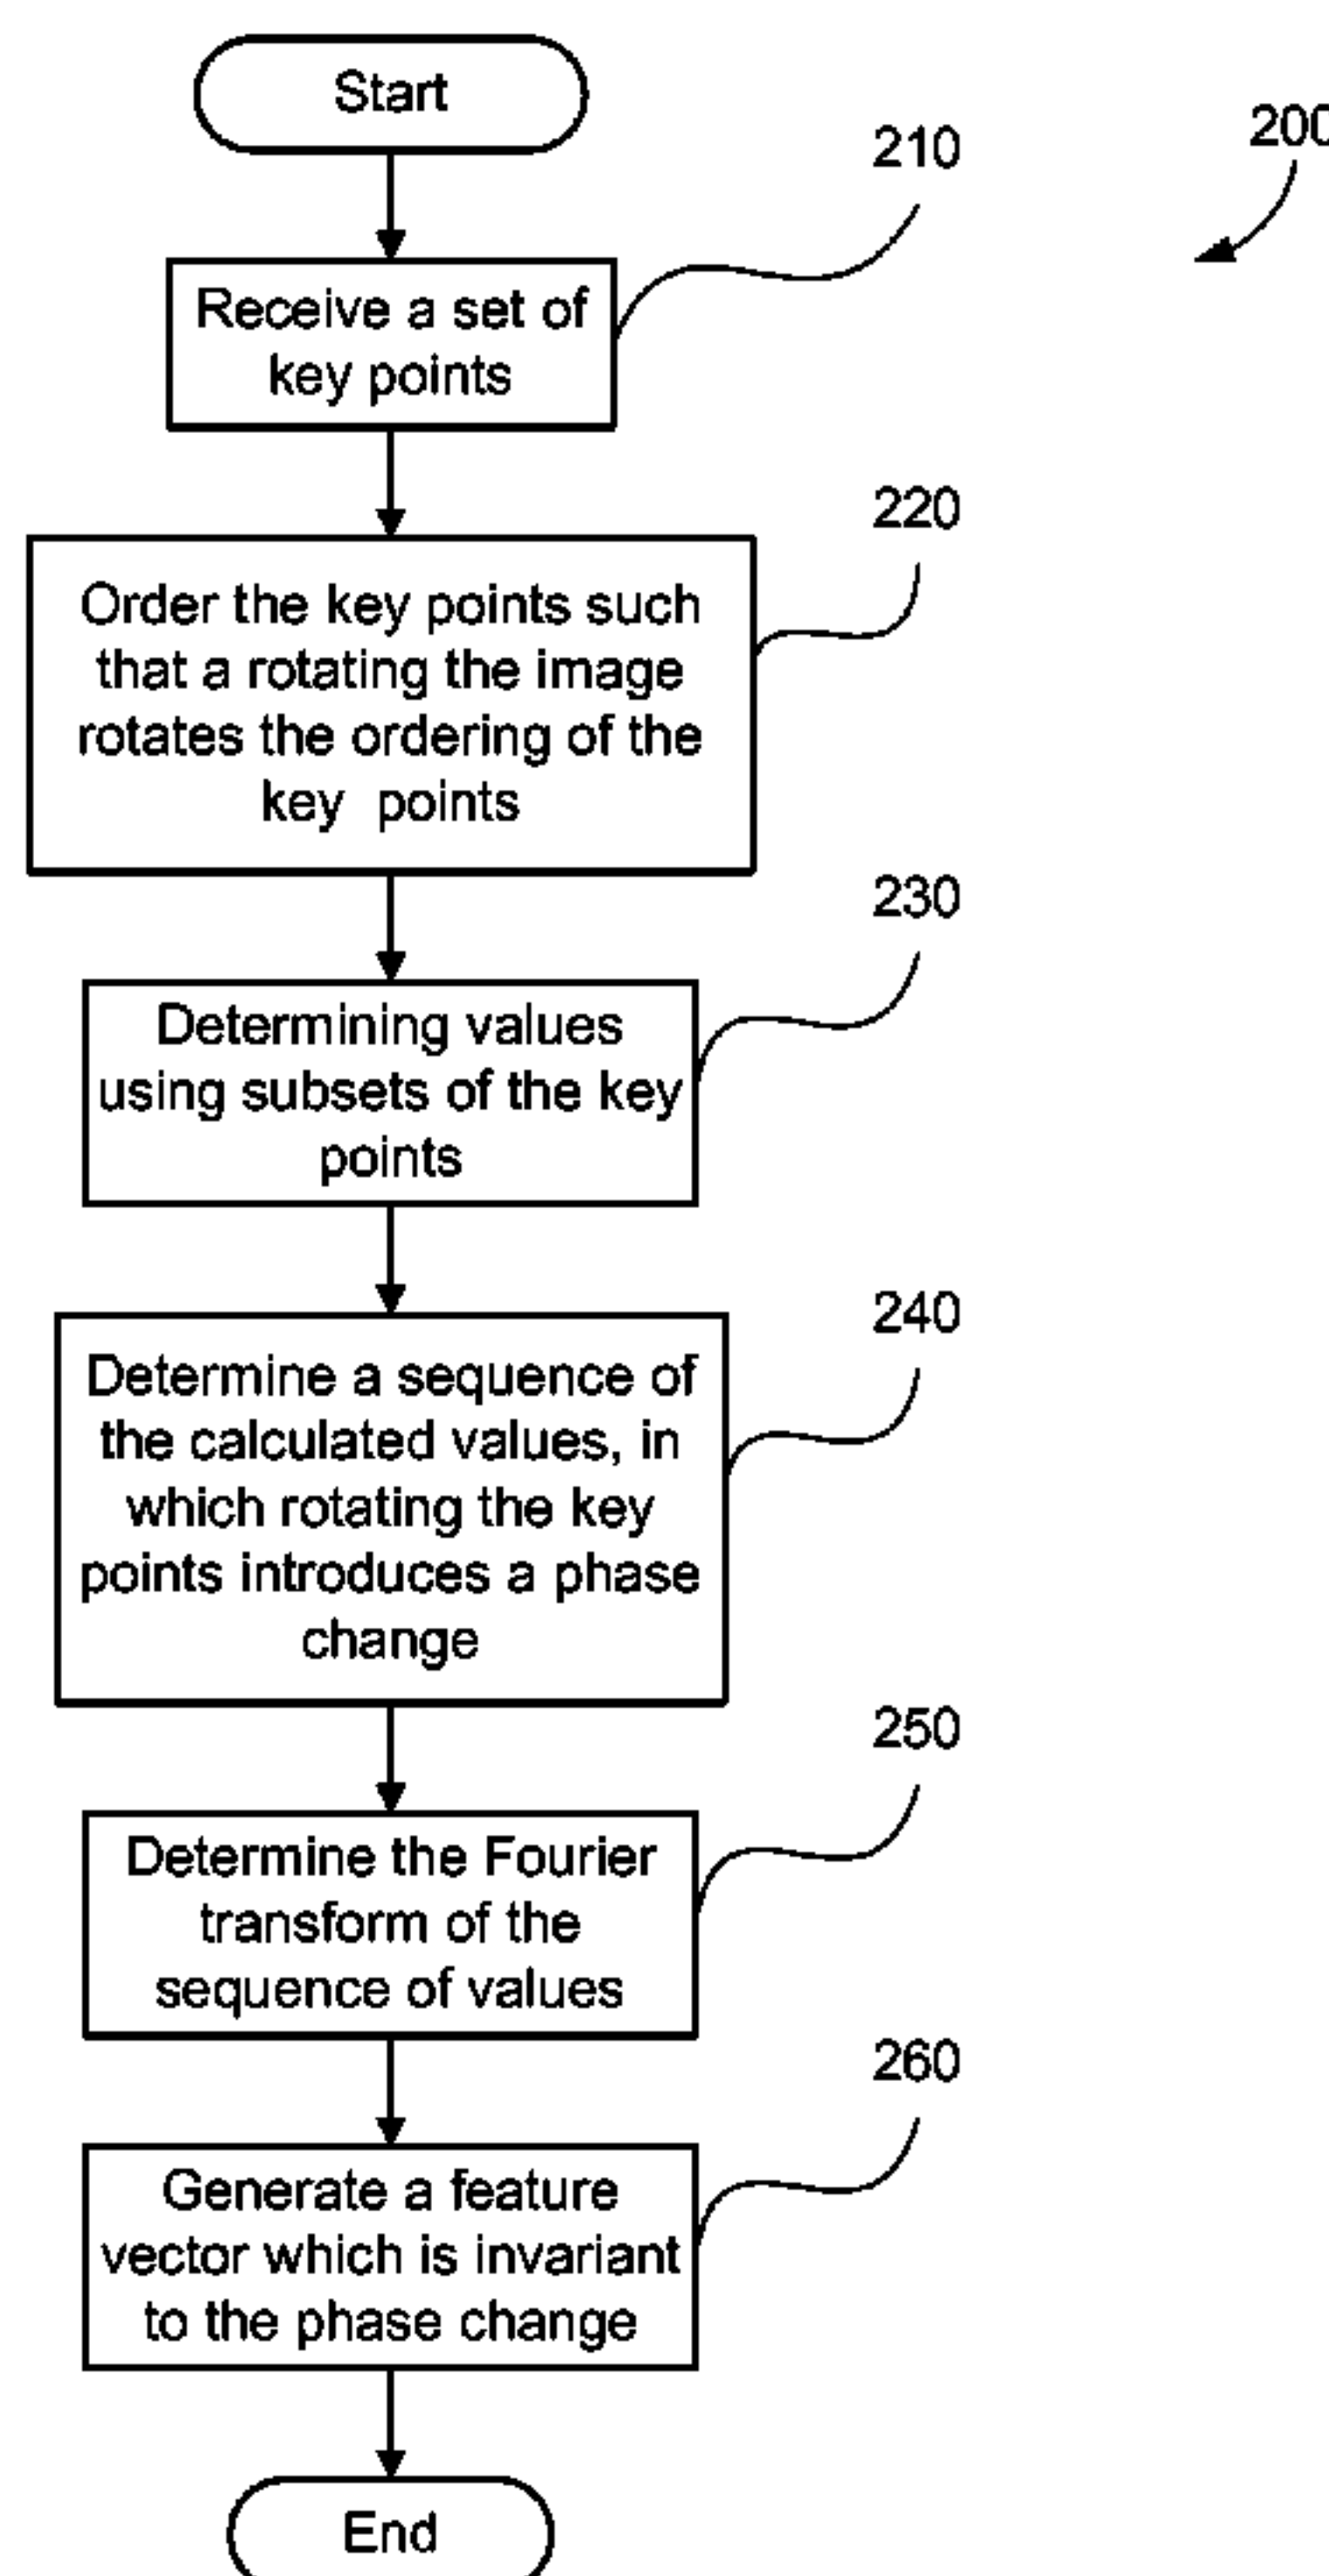 Start
200
210
Receive a set of
key points
220
Order the key points such
that a rotating the image
rotates the ordering of the
key points
230
Determining values
using subsets of the key
points
240
Determine a sequence of
the calculated values, in
which rotating the key
points introduces a phase
change
250
Determine the Fourier
transform of the
sequence of values
260
Generate a feature
vector which is invariant
to the phase change
End